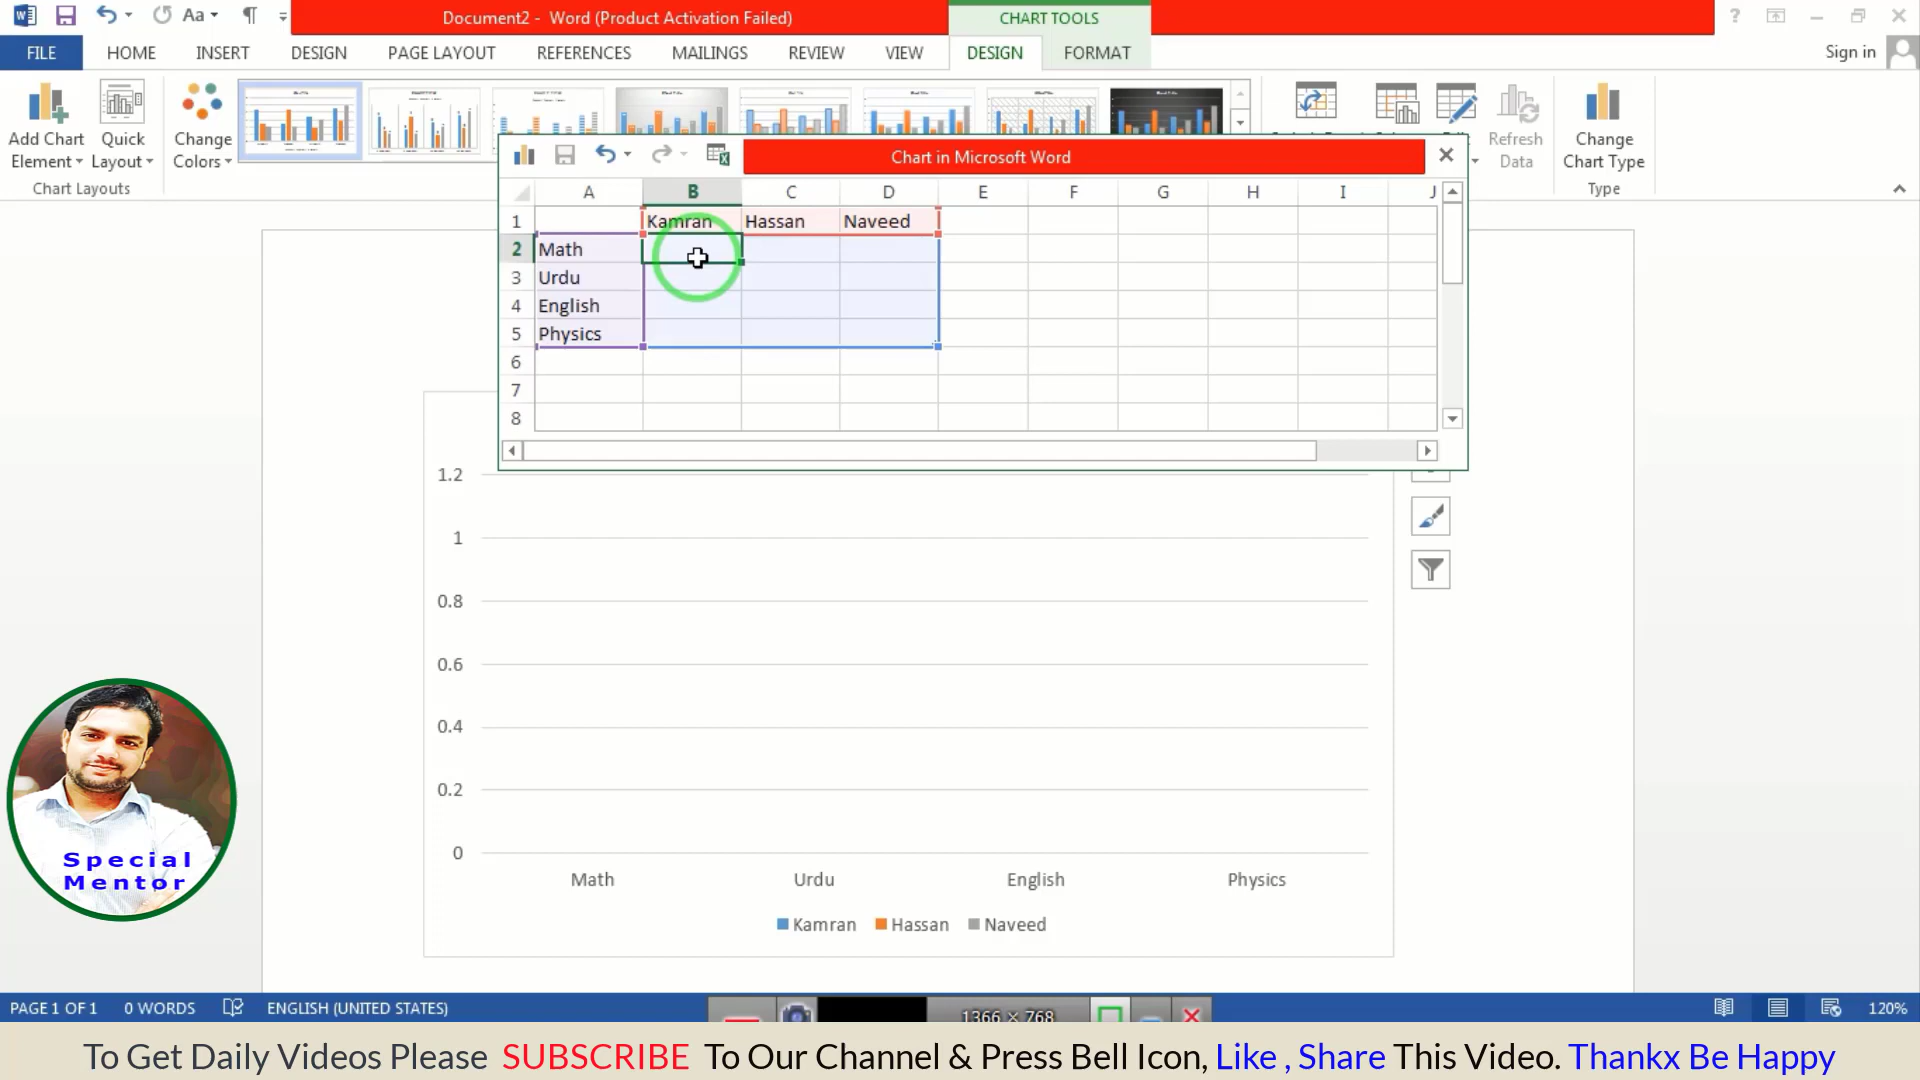 Aa
Document2 - Word (Product Activation Failed)
CHART TOOLS
?
FILE
HOME
INSERT
DESIGN
PAGE LAYOUT
REFERENCES
MAILINGS
REVIEW
VIEW
DESIGN
FORMAT
Sign in
Add Chart
Element
Quick
Layout
Change
Colors
Refresh
Data
Change
Chart Type
Chart Layouts
Type
Chart in Microsoft Word
A B C D E F G H I J
1 Kamran Hassan Naveed
2 Math
3 Urdu
4 English
5 Physics
6
7
8
1.2
1
0.8
0.6
0.4
0.2
0
Math Urdu English Physics
Kamran Hassan Naveed
Special
Mentor
PAGE 1 OF 1 0 WORDS ENGLISH (UNITED STATES)
1366 × 768
120%
To Get Daily Videos Please SUBSCRIBE To Our Channel & Press Bell Icon, Like , Share This Video. Thankx Be Happy